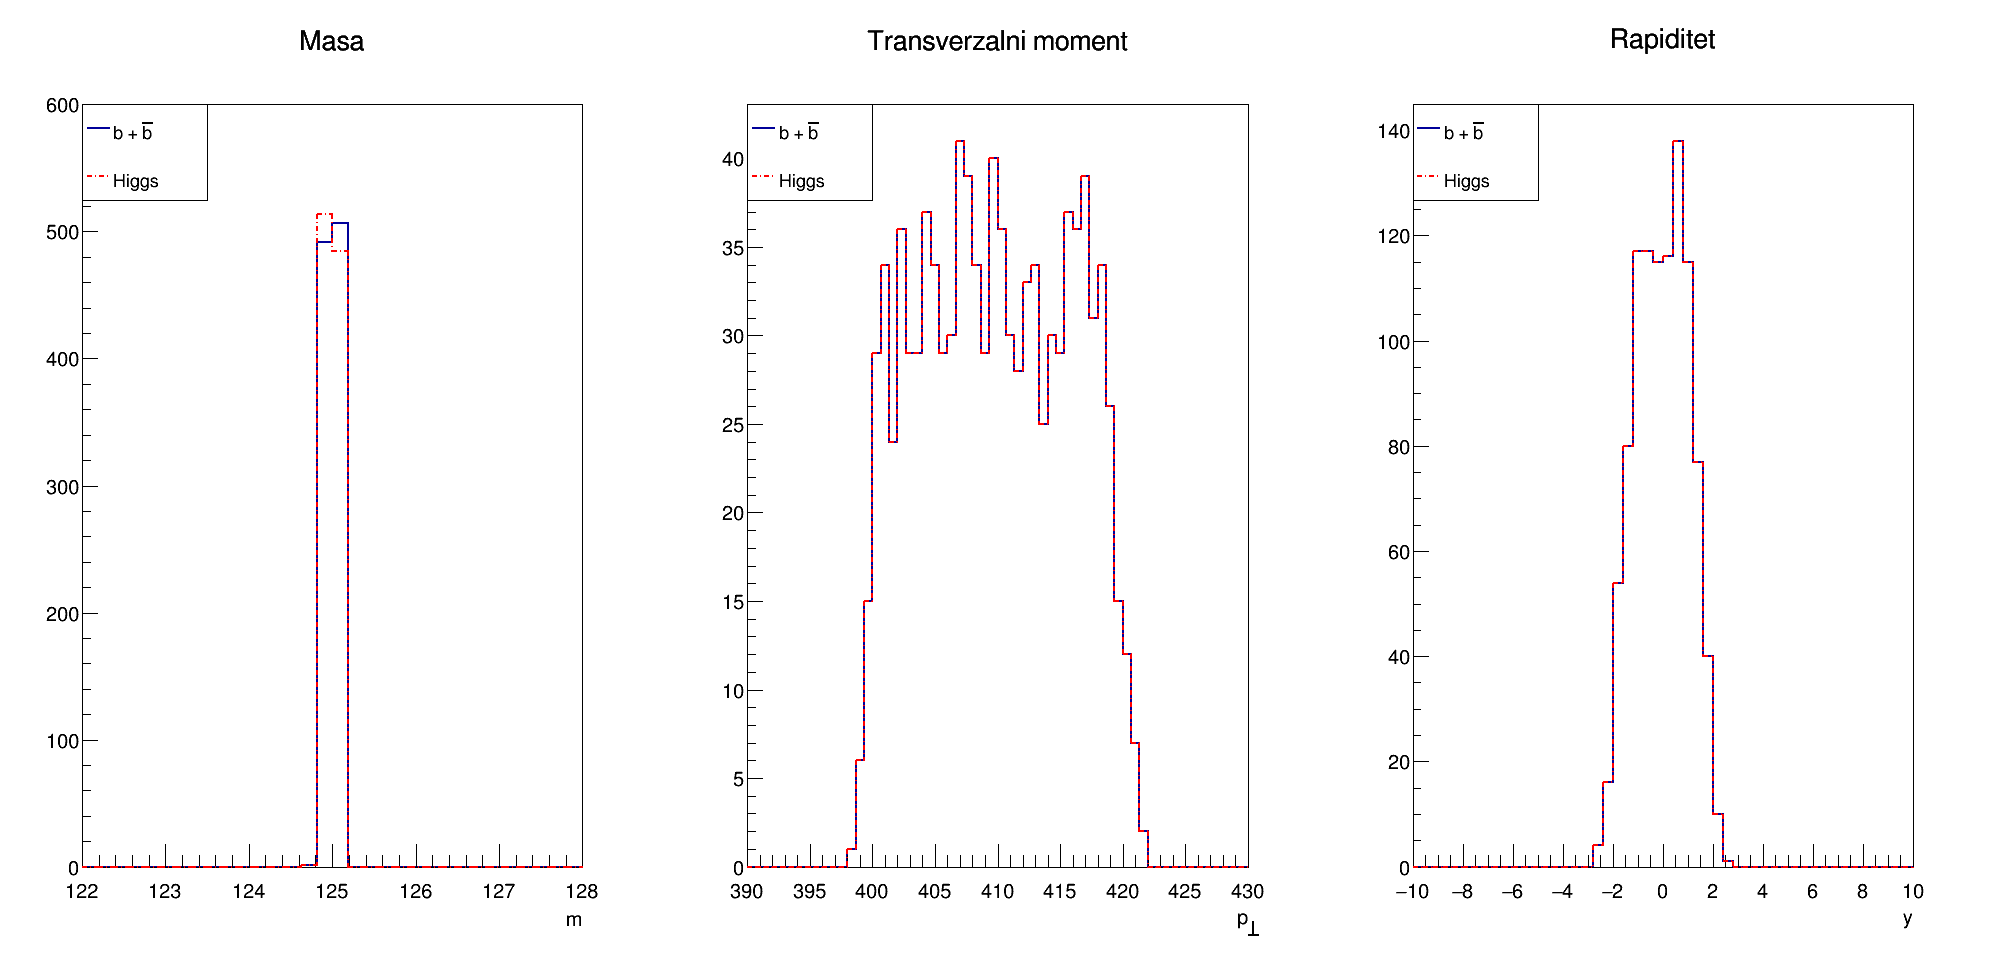 Masa
b + b̅
Higgs
600
500
400
300
200
100
0
122 123 124 125 126 127 128
m
Transverzalni moment
b + b̅
Higgs
40
35
30
25
20
15
10
5
0
390 395 400 405 410 415 420 425 430
p⊥
Rapiditet
b + b̅
Higgs
140
120
100
80
60
40
20
0
−10 −8 −6 −4 −2 0 2 4 6 8 10
y